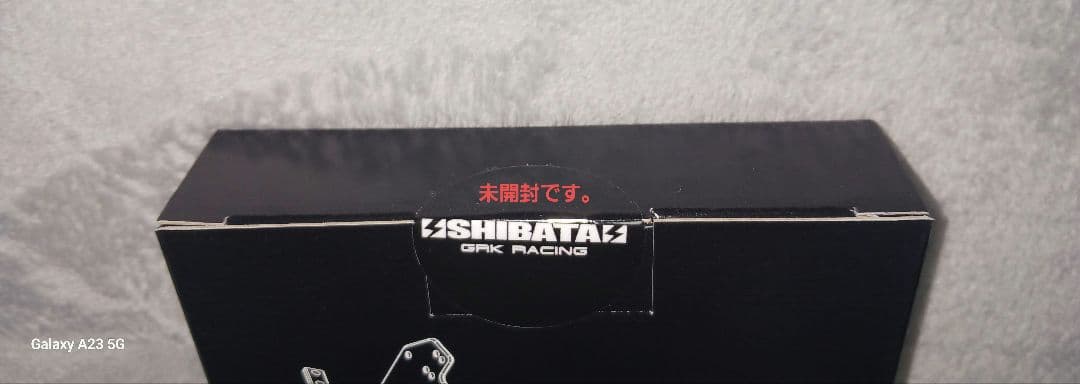 未開封です。
SHIBATA
GRK RACING
Galaxy A23 5G